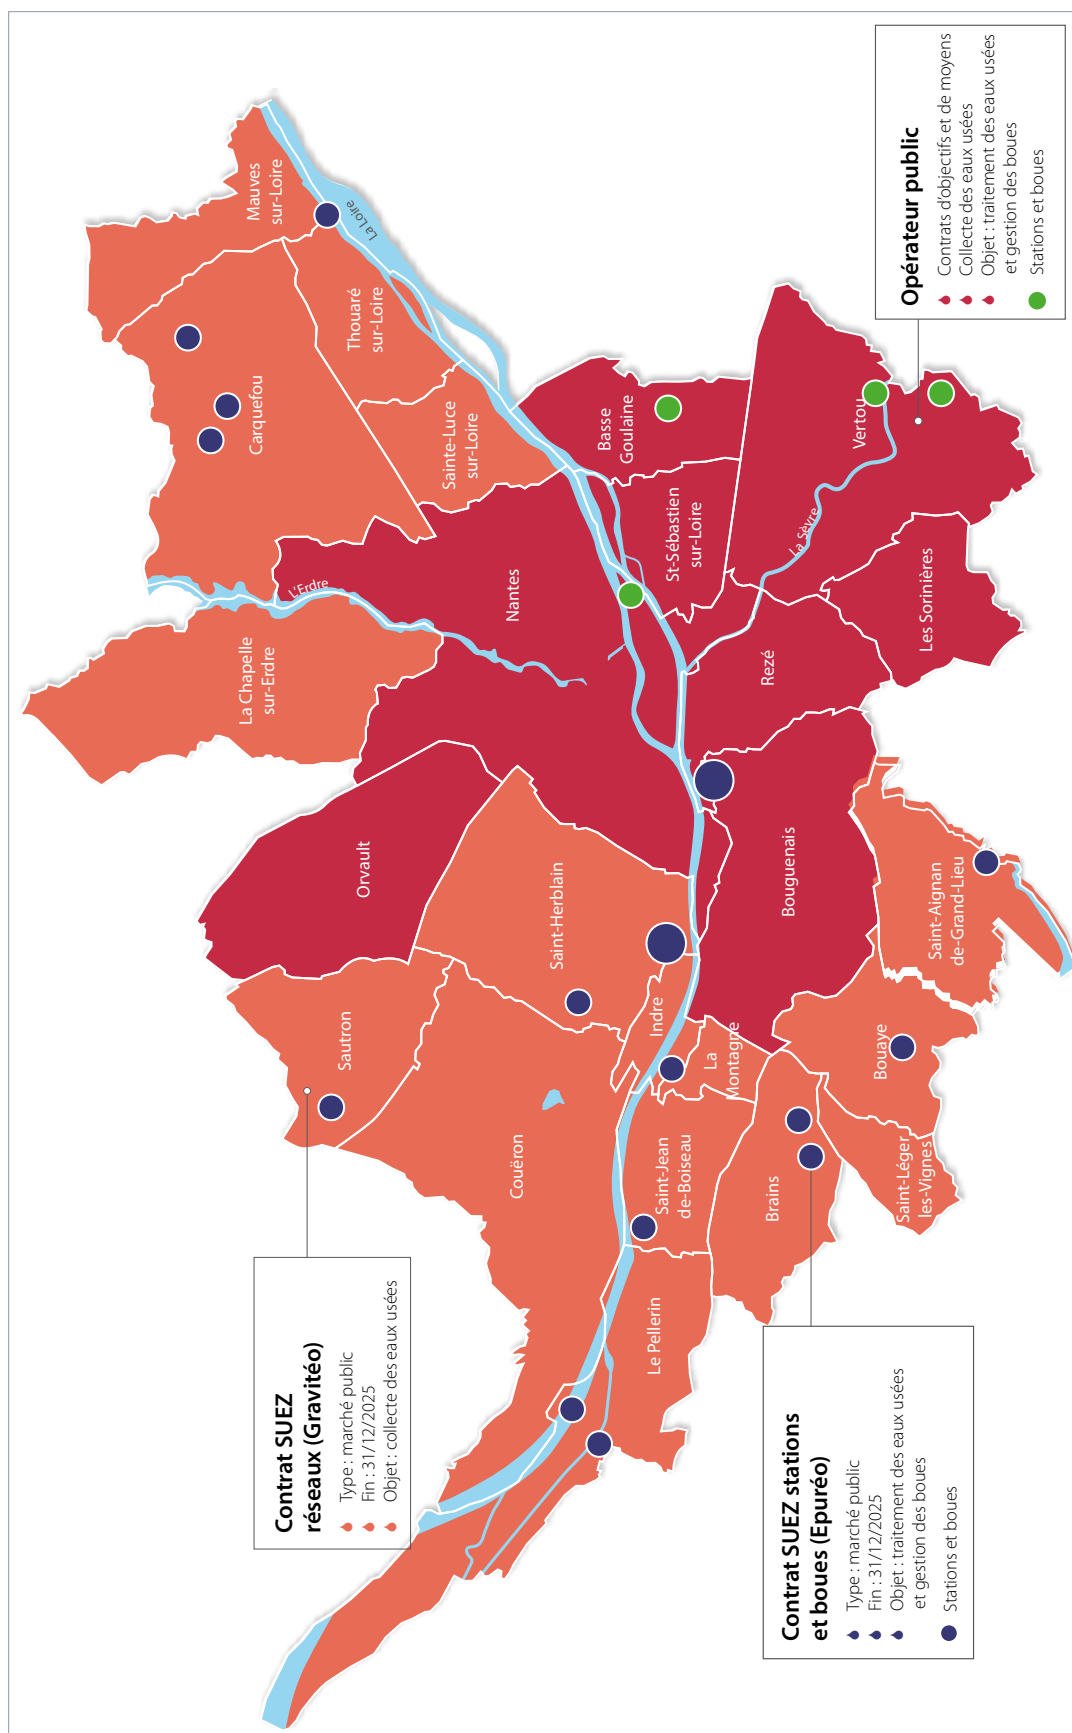 Contrat SUEZ
réseaux (Gravitéo)
Type : marché public
Fin : 31/12/2025
Objet : collecte des eaux usées
Contrat SUEZ stations
et boues (Epuréo)
Type : marché public
Fin : 31/12/2025
Objet : traitement des eaux usées
et gestion des boues
Stations et boues
Opérateur public
Contrats d'objectifs et de moyens
Collecte des eaux usées
Objet : traitement des eaux usées
et gestion des boues
Stations et boues
La Chapelle
sur-Erdre
Carquefou
Mauves
sur-Loire
Thouaré
sur-Loire
Sainte-Luce
sur-Loire
La Loire
L'Erdre
Sautron
Orvault
Saint-Herblain
Nantes
Couëron
Indre
Basse
Goulaine
St-Sébastien
sur-Loire
Le Pellerin
Saint-Jean
de-Boiseau
La
Montagne
Bouguenais
Rezé
La Sèvre
Vertou
Les Sorinières
Brains
Bouaye
Saint-Léger
les-Vignes
Saint-Aignan
de-Grand-Lieu